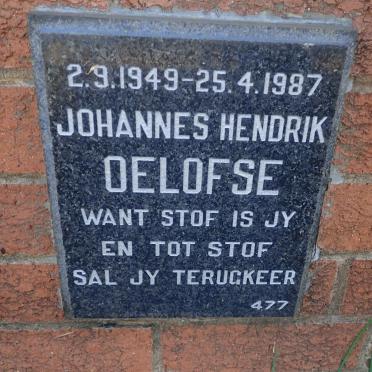 2.9.1949-25.4.1987
JOHANNES HENDRIK
OELOFSE
WANT STOF IS JY
EN TOT STOF
SAL JY TERUGKEER
477